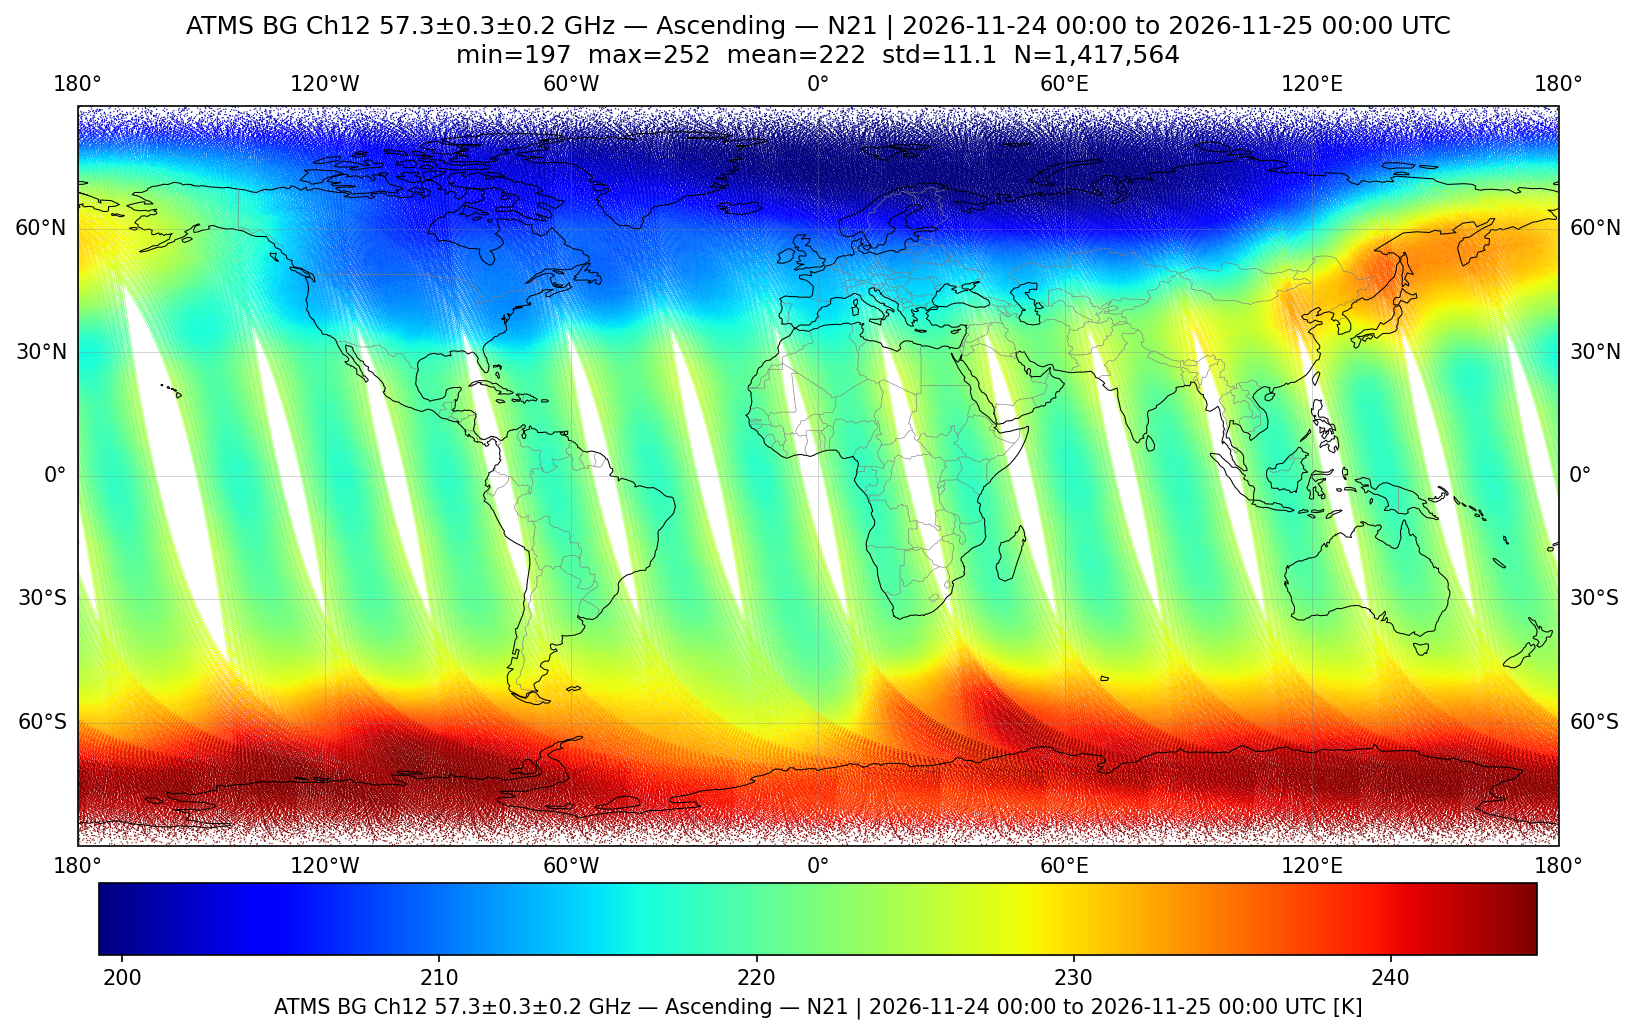 ATMS BG Ch12 57.3±0.3±0.2 GHz — Ascending — N21 | 2026-11-24 00:00 to 2026-11-25 00:00 UTC
min=197 max=252 mean=222 std=11.1 N=1,417,564
180° 120°W 60°W 0° 60°E 120°E 180°
60°N 60°N
30°N 30°N
0° 0°
30°S 30°S
60°S 60°S
180° 120°W 60°W 0° 60°E 120°E 180°
200 210 220 230 240
ATMS BG Ch12 57.3±0.3±0.2 GHz — Ascending — N21 | 2026-11-24 00:00 to 2026-11-25 00:00 UTC [K]